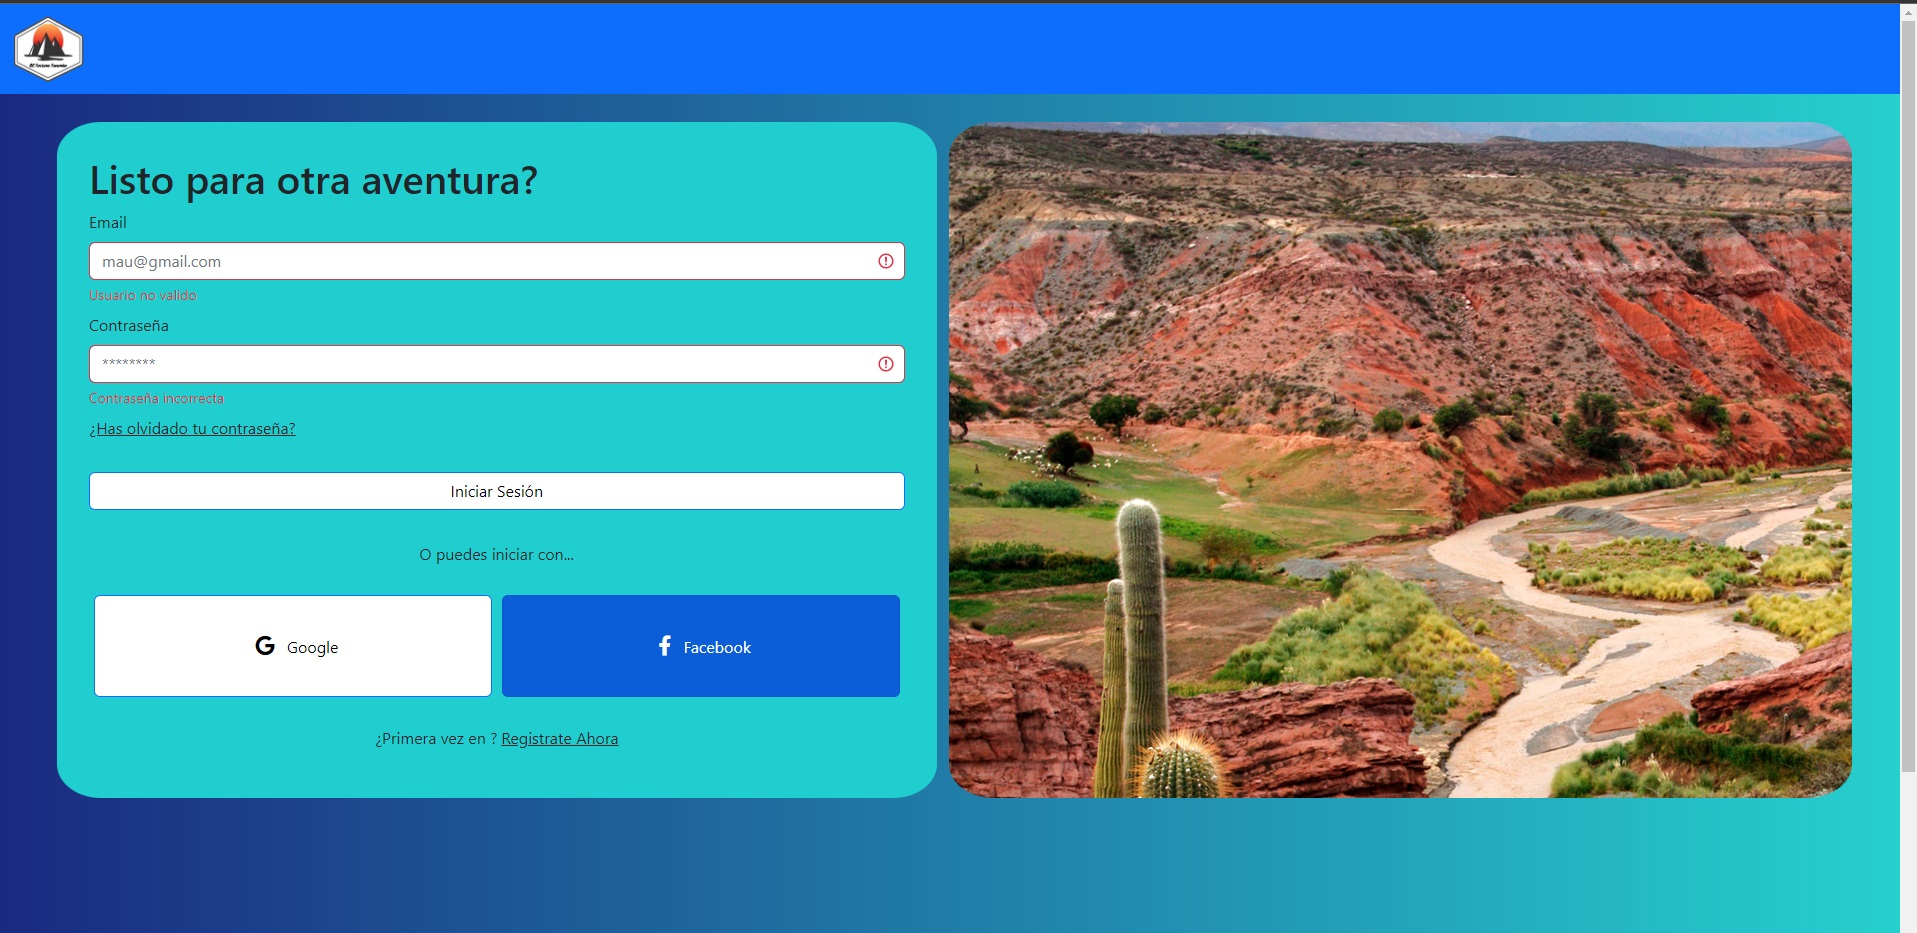 Listo para otra aventura?
Email
mau@gmail.com
Usuario no valido
Contraseña
********
Contraseña incorrecta
¿Has olvidado tu contraseña?
Iniciar Sesión
O puedes iniciar con...
Google
Facebook
¿Primera vez en ? Registrate Ahora